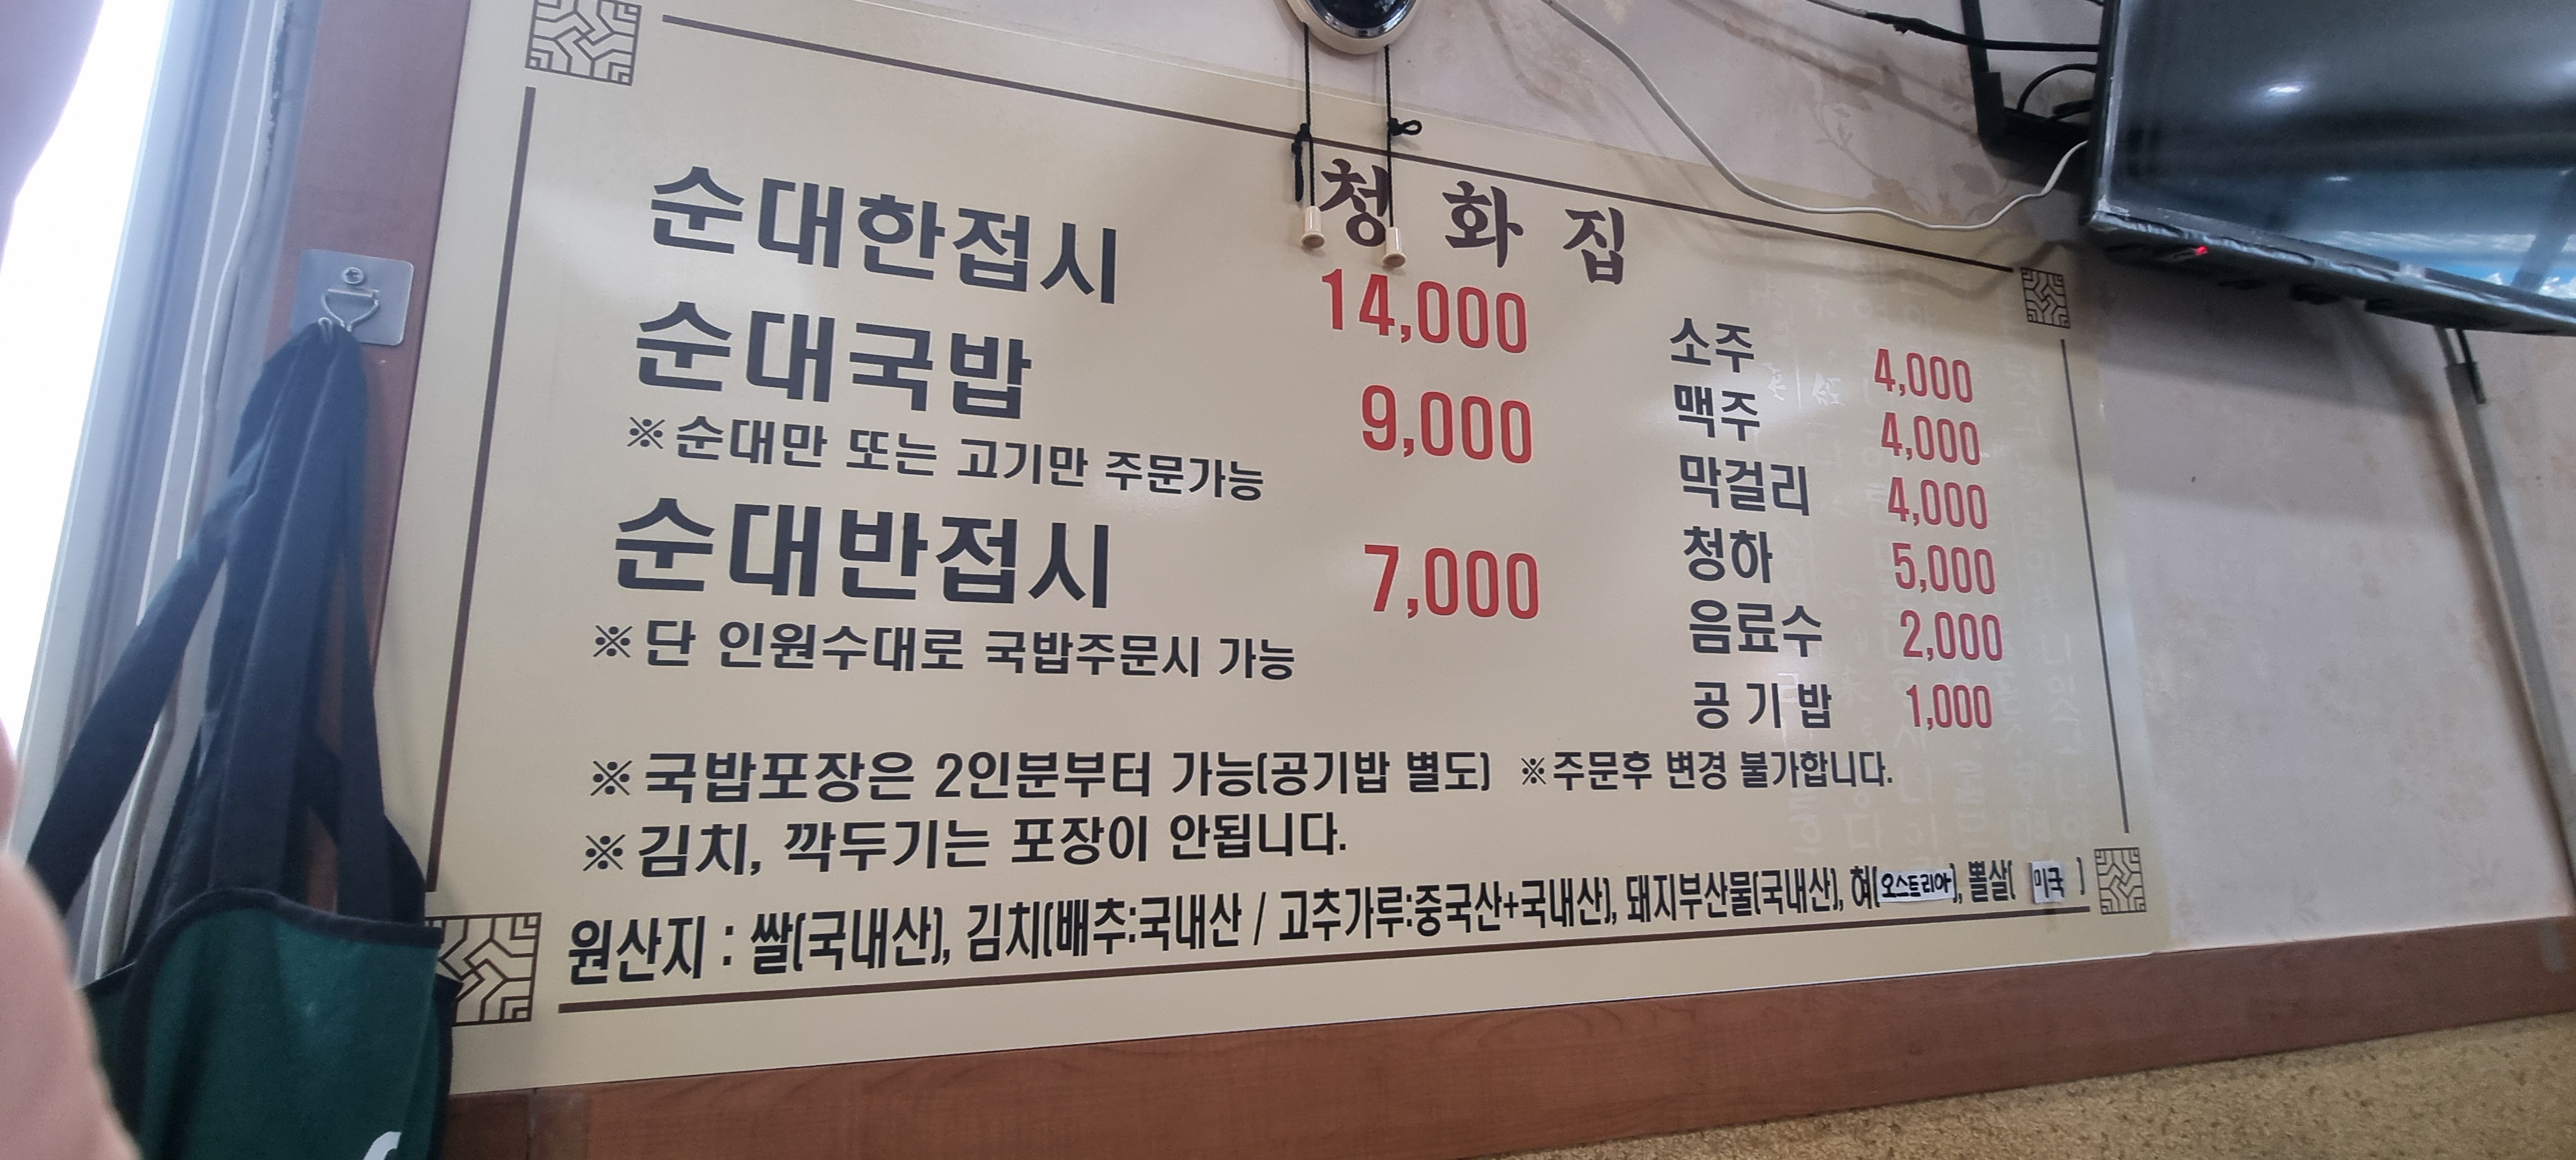 청화집
순대한접시 14,000
순대국밥 9,000
※순대만 또는 고기만 주문가능
순대반접시 7,000
※단 인원수대로 국밥주문시 가능
소주 4,000
맥주 4,000
막걸리 4,000
청하 5,000
음료수 2,000
공기밥 1,000
※국밥포장은 2인분부터 가능(공기밥 별도) ※주문후 변경 불가합니다.
※김치, 깍두기는 포장이 안됩니다.
원산지 : 쌀(국내산), 김치(배추:국내산 / 고추가루:중국산+국내산), 돼지부산물(국내산), 혀(오스트리아), 뽈살( 미국 )